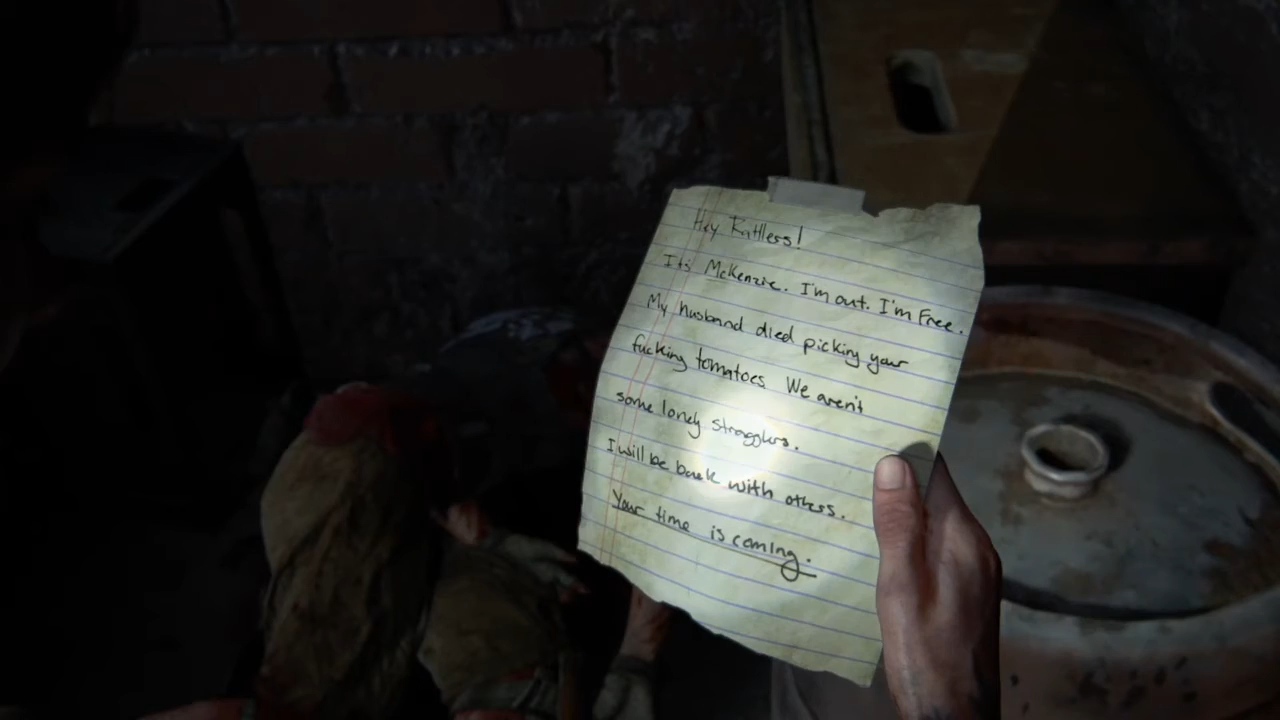 Hey Rattlers!
It's McKenzie. I'm out. I'm Free.
My husband died picking your
fucking tomatoes We aren't
some lonely stragglers.
I will be back with others.
Your time is coming.